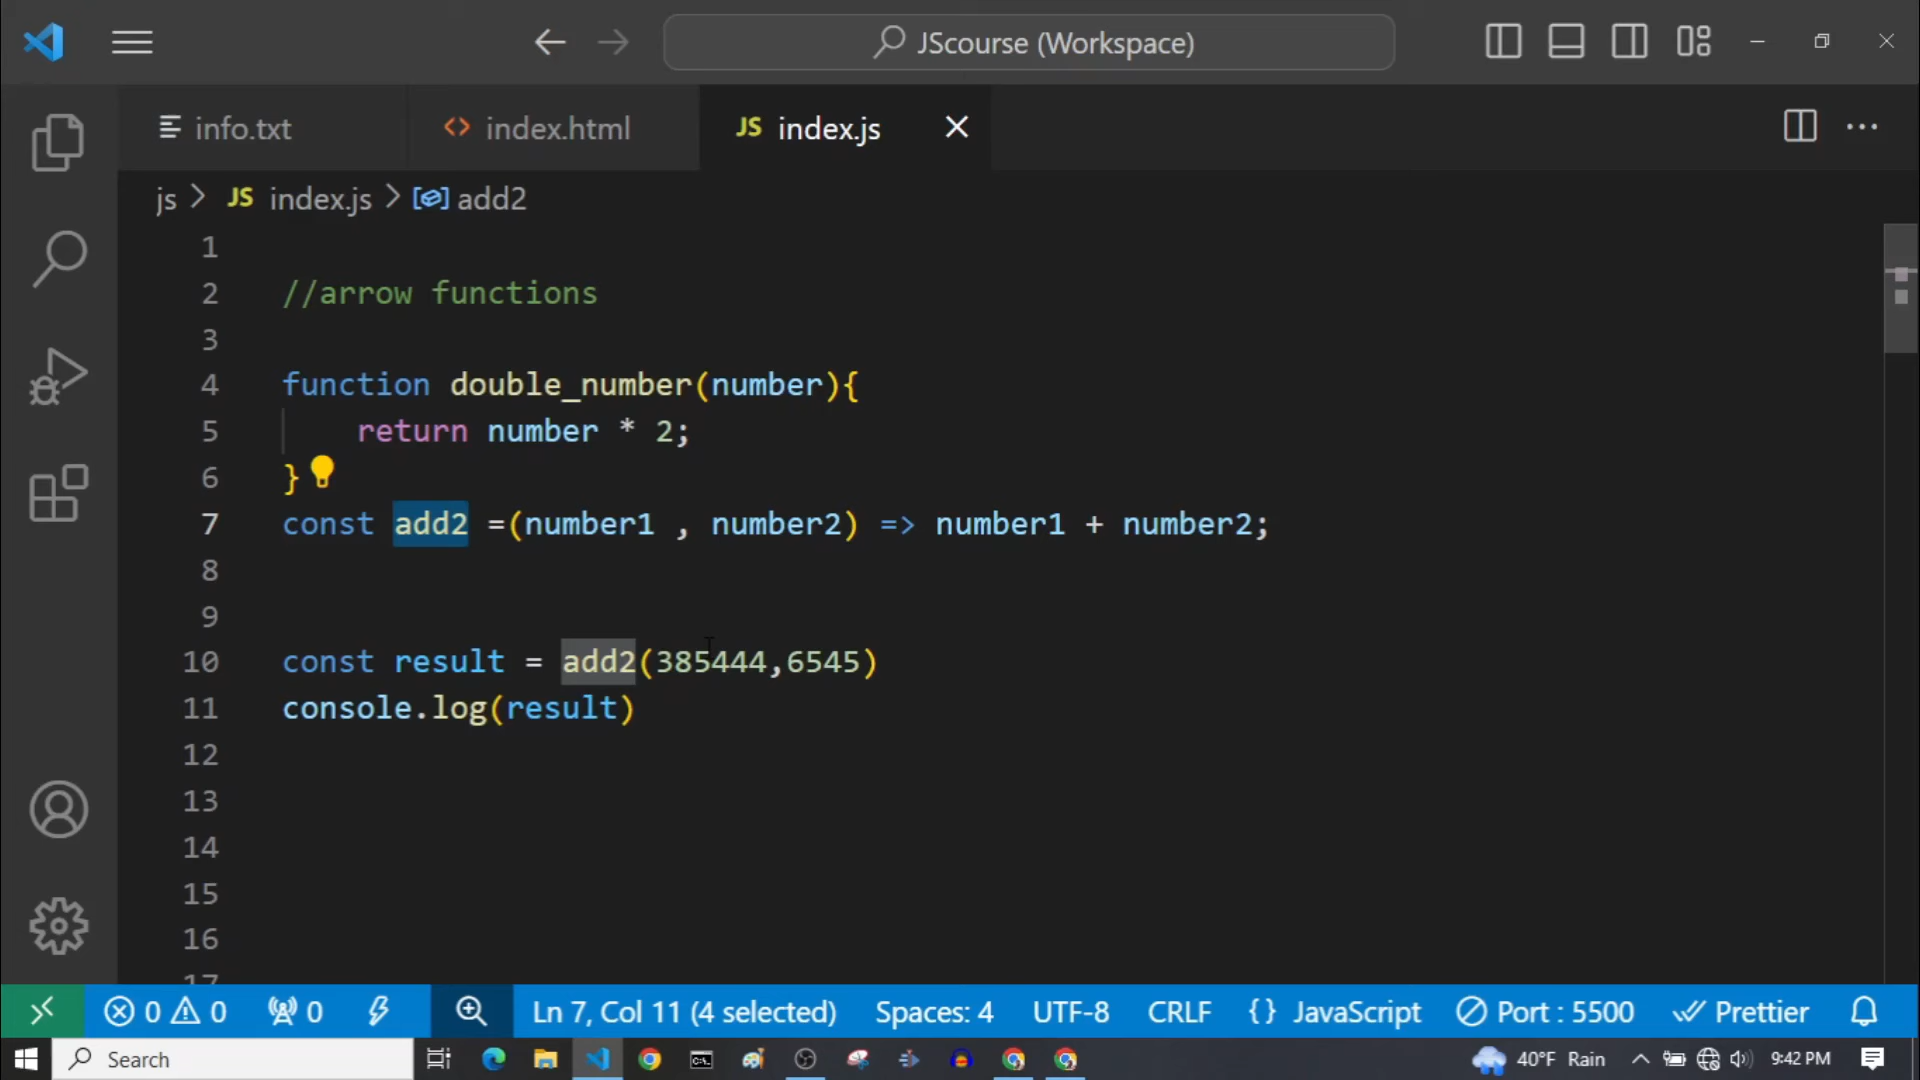 JScourse (Workspace)
info.txt
index.html
JS index.js
js > JS index.js > add2
1
2 //arrow functions
3
4 function double_number(number){
5 return number * 2;
6 }
7 const add2 =(number1 , number2) => number1 + number2;
8
9
10 const result = add2(385444,6545)
11 console.log(result)
12
13
14
15
16
17
0 0 0 Ln 7, Col 11 (4 selected) Spaces: 4 UTF-8 CRLF {} JavaScript Port : 5500 Prettier
Search 40°F Rain 9:42 PM